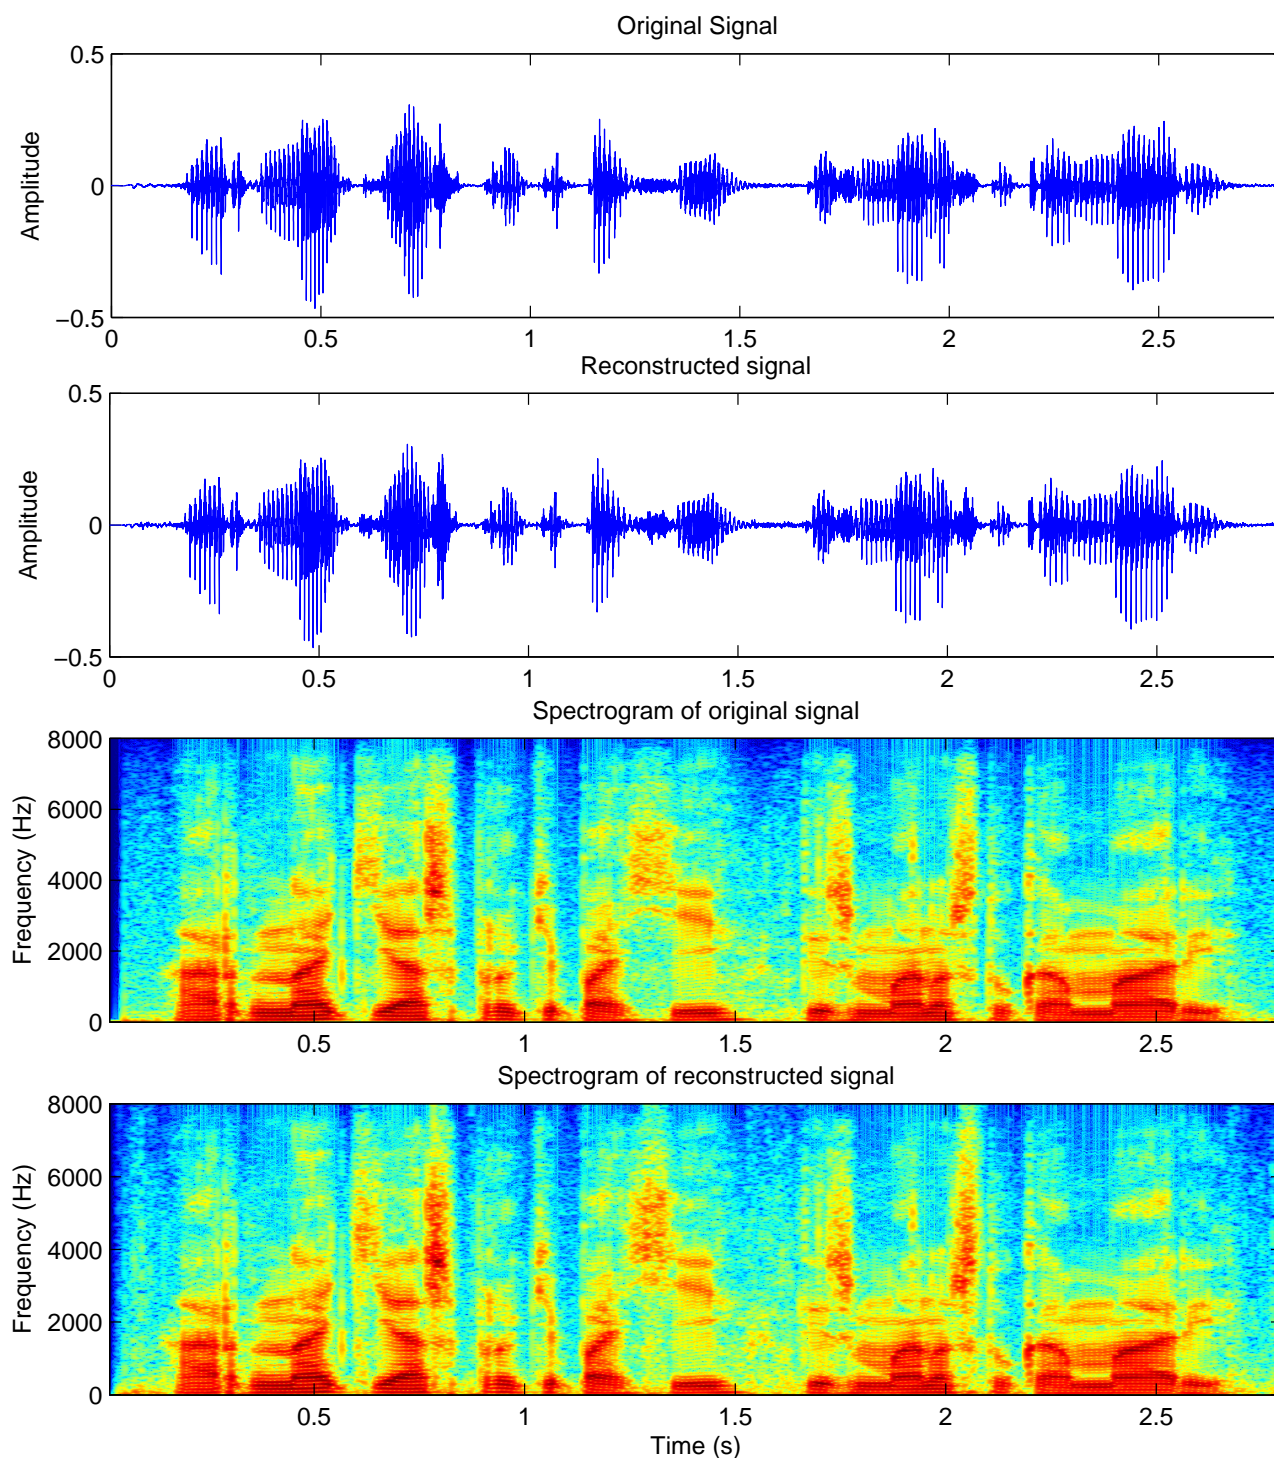 Original Signal
0.5
0
−0.5
Amplitude
0 0.5 1 1.5 2 2.5
Reconstructed signal
0.5
0
−0.5
Amplitude
0 0.5 1 1.5 2 2.5
Spectrogram of original signal
8000
6000
4000
2000
0
Frequency (Hz)
0.5 1 1.5 2 2.5
Spectrogram of reconstructed signal
8000
6000
4000
2000
0
Frequency (Hz)
0.5 1 1.5 2 2.5
Time (s)